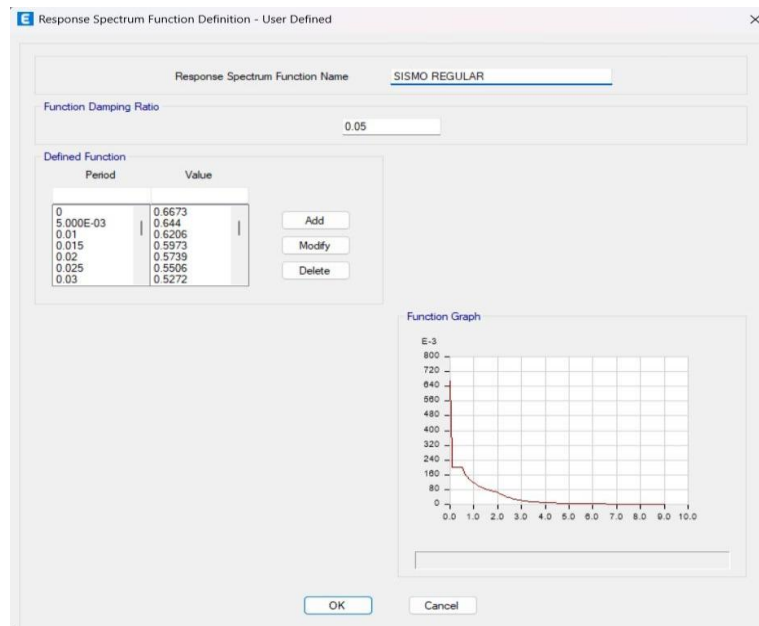 E Response Spectrum Function Definition - User Defined
Response Spectrum Function Name SISMO REGULAR
Function Damping Ratio
0.05
Defined Function
Period Value
0 0.6673
5.000E-03 0.644
0.01 0.6206
0.015 0.5973
0.02 0.5739
0.025 0.5506
0.03 0.5272
Add
Modify
Delete
Function Graph
E-3
800
720
640
560
480
400
320
240
160
80
0
0.0 1.0 2.0 3.0 4.0 5.0 6.0 7.0 8.0 9.0 10.0
OK Cancel